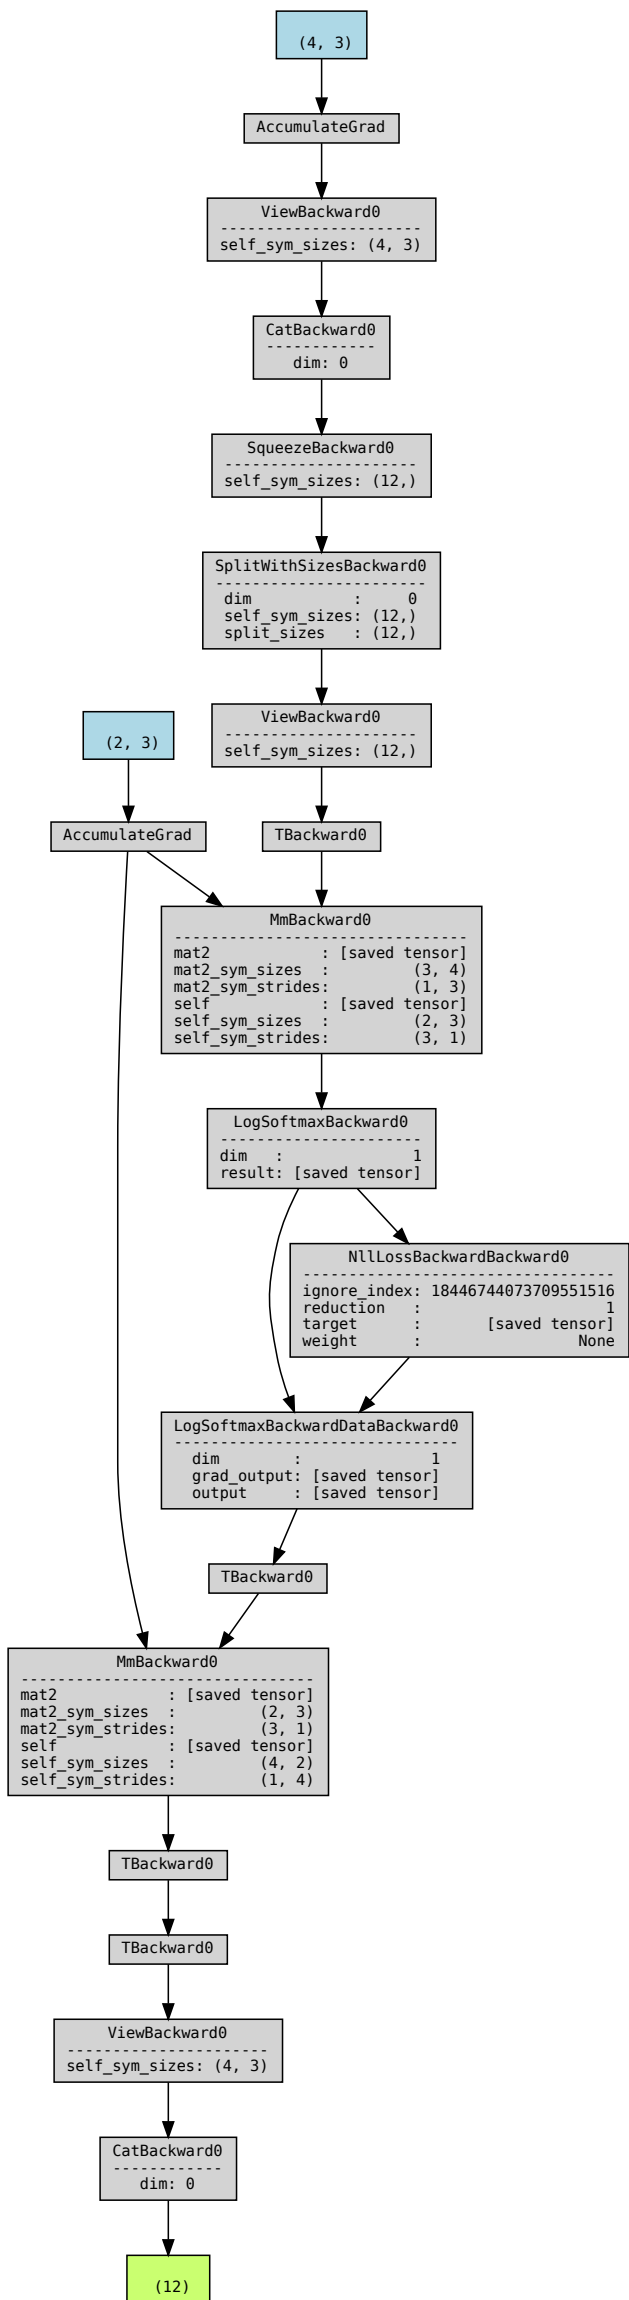 (4, 3)
AccumulateGrad
ViewBackward0
----------------------
self_sym_sizes: (4, 3)
CatBackward0
------------
dim: 0
SqueezeBackward0
---------------------
self_sym_sizes: (12,)
SplitWithSizesBackward0
-----------------------
dim           :     0
self_sym_sizes: (12,)
split_sizes   : (12,)
ViewBackward0
---------------------
self_sym_sizes: (12,)
(2, 3)
AccumulateGrad
TBackward0
MmBackward0
--------------------------------
mat2            : [saved tensor]
mat2_sym_sizes  :         (3, 4)
mat2_sym_strides:         (1, 3)
self            : [saved tensor]
self_sym_sizes  :         (2, 3)
self_sym_strides:         (3, 1)
LogSoftmaxBackward0
----------------------
dim   :              1
result: [saved tensor]
NllLossBackwardBackward0
----------------------------------
ignore_index: 18446744073709551516
reduction   :                    1
target      :       [saved tensor]
weight      :                 None
LogSoftmaxBackwardDataBackward0
-------------------------------
dim        :              1
grad_output: [saved tensor]
output     : [saved tensor]
TBackward0
MmBackward0
--------------------------------
mat2            : [saved tensor]
mat2_sym_sizes  :         (2, 3)
mat2_sym_strides:         (3, 1)
self            : [saved tensor]
self_sym_sizes  :         (4, 2)
self_sym_strides:         (1, 4)
TBackward0
TBackward0
ViewBackward0
----------------------
self_sym_sizes: (4, 3)
CatBackward0
------------
dim: 0
(12)